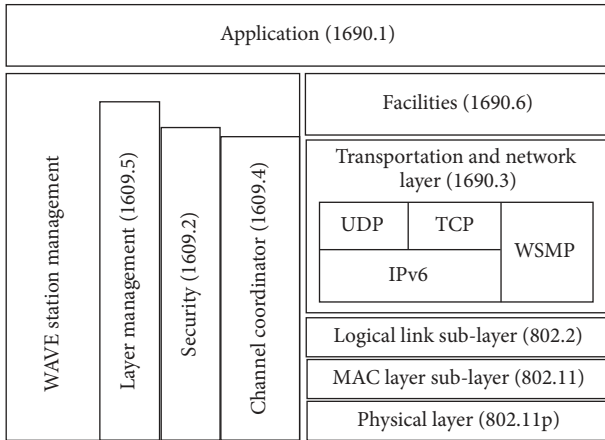 Application (1690.1)
WAVE station management
Layer management (1609.5)
Security (1609.2)
Channel coordinator (1609.4)
Facilities (1690.6)
Transportation and network
layer (1690.3)
UDP
TCP
WSMP
IPv6
Logical link sub-layer (802.2)
MAC layer sub-layer (802.11)
Physical layer (802.11p)